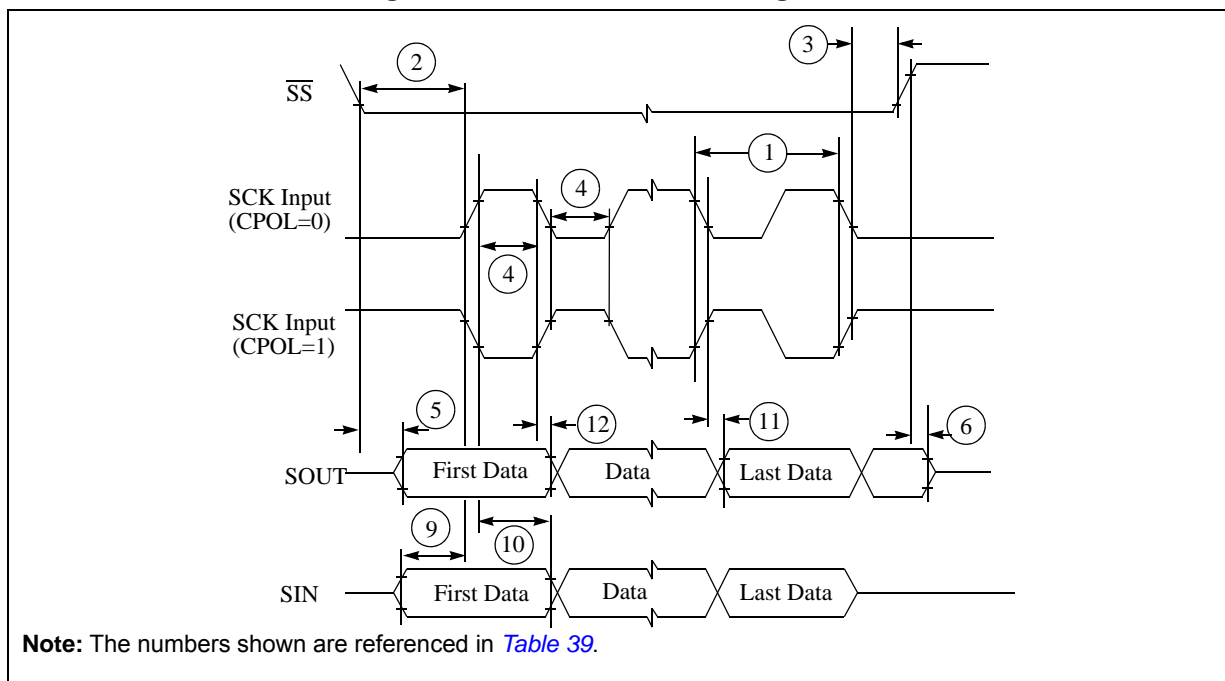 3
2
SS
1
SCK Input
(CPOL=0)
4
4
SCK Input
(CPOL=1)
5
12
11
6
SOUT
First Data
Data
Last Data
9
10
SIN
First Data
Data
Last Data
Note: The numbers shown are referenced in Table 39.